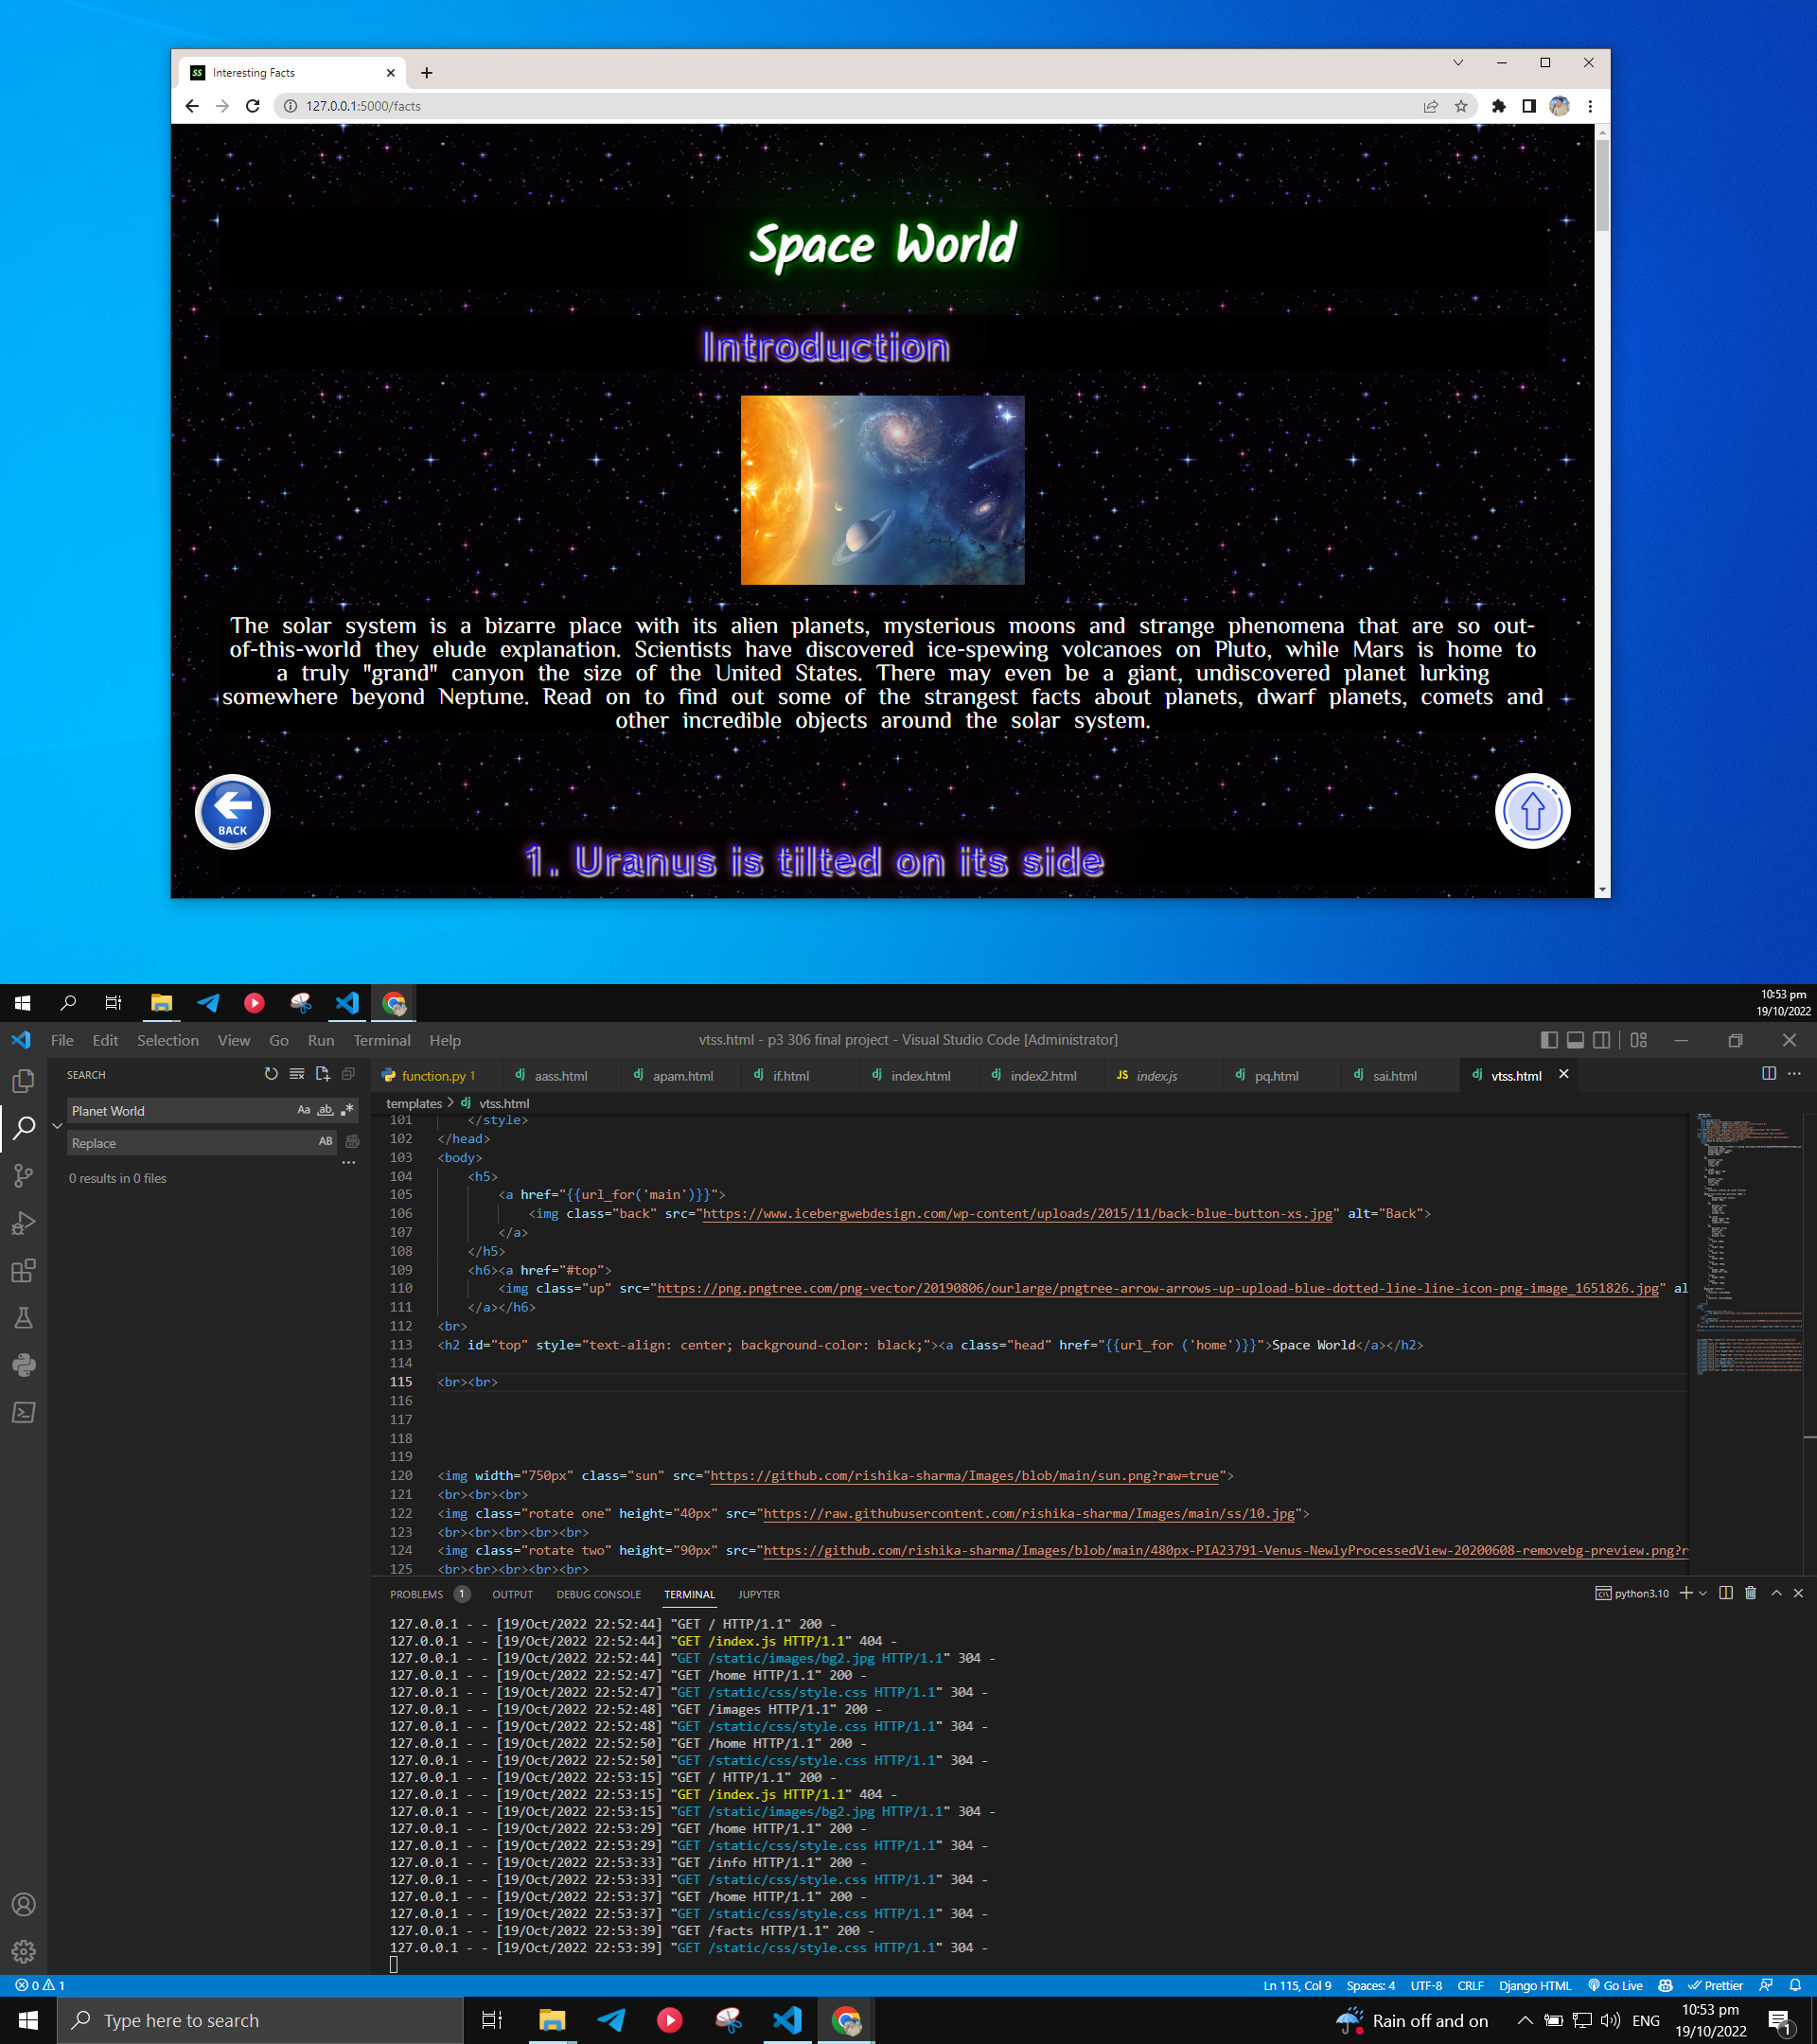 SS Interesting Facts
127.0.0.1:5000/facts
Space World
Introduction
The solar system is a bizarre place with its alien planets, mysterious moons and strange phenomena that are so out-
of-this-world they elude explanation. Scientists have discovered ice-spewing volcanoes on Pluto, while Mars is home to
a truly "grand" canyon the size of the United States. There may even be a giant, undiscovered planet lurking
somewhere beyond Neptune. Read on to find out some of the strangest facts about planets, dwarf planets, comets and
other incredible objects around the solar system.
BACK
1. Uranus is tilted on its side
10:53 pm
19/10/2022
File Edit Selection View Go Run Terminal Help
vtss.html - p3 306 final project - Visual Studio Code [Administrator]
SEARCH
Planet World Aa ab
Replace AB
0 results in 0 files
function.py 1 dj aass.html dj apam.html dj if.html dj index.html dj index2.html JS index.js dj pq.html dj sai.html dj vtss.html
templates > dj vtss.html
101 </style>
102 </head>
103 <body>
104 <h5>
105 <a href="{{url_for('main')}}">
106 <img class="back" src="https://www.icebergwebdesign.com/wp-content/uploads/2015/11/back-blue-button-xs.jpg" alt="Back">
107 </a>
108 </h5>
109 <h6><a href="#top">
110 <img class="up" src="https://png.pngtree.com/png-vector/20190806/ourlarge/pngtree-arrow-arrows-up-upload-blue-dotted-line-line-icon-png-image_1651826.jpg" al
111 </a></h6>
112 <br>
113 <h2 id="top" style="text-align: center; background-color: black;"><a class="head" href="{{url_for ('home')}}">Space World</a></h2>
114
115 <br><br>
116
117
118
119
120 <img width="750px" class="sun" src="https://github.com/rishika-sharma/Images/blob/main/sun.png?raw=true">
121 <br><br><br>
122 <img class="rotate one" height="40px" src="https://raw.githubusercontent.com/rishika-sharma/Images/main/ss/10.jpg">
123 <br><br><br><br><br>
124 <img class="rotate two" height="90px" src="https://github.com/rishika-sharma/Images/blob/main/480px-PIA23791-Venus-NewlyProcessedView-20200608-removebg-preview.png?r
125 <br><br><br><br><br>
PROBLEMS 1 OUTPUT DEBUG CONSOLE TERMINAL JUPYTER
python3.10
127.0.0.1 - - [19/Oct/2022 22:52:44] "GET / HTTP/1.1" 200 -
127.0.0.1 - - [19/Oct/2022 22:52:44] "GET /index.js HTTP/1.1" 404 -
127.0.0.1 - - [19/Oct/2022 22:52:44] "GET /static/images/bg2.jpg HTTP/1.1" 304 -
127.0.0.1 - - [19/Oct/2022 22:52:47] "GET /home HTTP/1.1" 200 -
127.0.0.1 - - [19/Oct/2022 22:52:47] "GET /static/css/style.css HTTP/1.1" 304 -
127.0.0.1 - - [19/Oct/2022 22:52:48] "GET /images HTTP/1.1" 200 -
127.0.0.1 - - [19/Oct/2022 22:52:48] "GET /static/css/style.css HTTP/1.1" 304 -
127.0.0.1 - - [19/Oct/2022 22:52:50] "GET /home HTTP/1.1" 200 -
127.0.0.1 - - [19/Oct/2022 22:52:50] "GET /static/css/style.css HTTP/1.1" 304 -
127.0.0.1 - - [19/Oct/2022 22:53:15] "GET / HTTP/1.1" 200 -
127.0.0.1 - - [19/Oct/2022 22:53:15] "GET /index.js HTTP/1.1" 404 -
127.0.0.1 - - [19/Oct/2022 22:53:15] "GET /static/images/bg2.jpg HTTP/1.1" 304 -
127.0.0.1 - - [19/Oct/2022 22:53:29] "GET /home HTTP/1.1" 200 -
127.0.0.1 - - [19/Oct/2022 22:53:29] "GET /static/css/style.css HTTP/1.1" 304 -
127.0.0.1 - - [19/Oct/2022 22:53:33] "GET /info HTTP/1.1" 200 -
127.0.0.1 - - [19/Oct/2022 22:53:33] "GET /static/css/style.css HTTP/1.1" 304 -
127.0.0.1 - - [19/Oct/2022 22:53:37] "GET /home HTTP/1.1" 200 -
127.0.0.1 - - [19/Oct/2022 22:53:37] "GET /static/css/style.css HTTP/1.1" 304 -
127.0.0.1 - - [19/Oct/2022 22:53:39] "GET /facts HTTP/1.1" 200 -
127.0.0.1 - - [19/Oct/2022 22:53:39] "GET /static/css/style.css HTTP/1.1" 304 -
0 1 Ln 115, Col 9 Spaces: 4 UTF-8 CRLF Django HTML Go Live Prettier
Type here to search
Rain off and on ENG
10:53 pm
19/10/2022
1